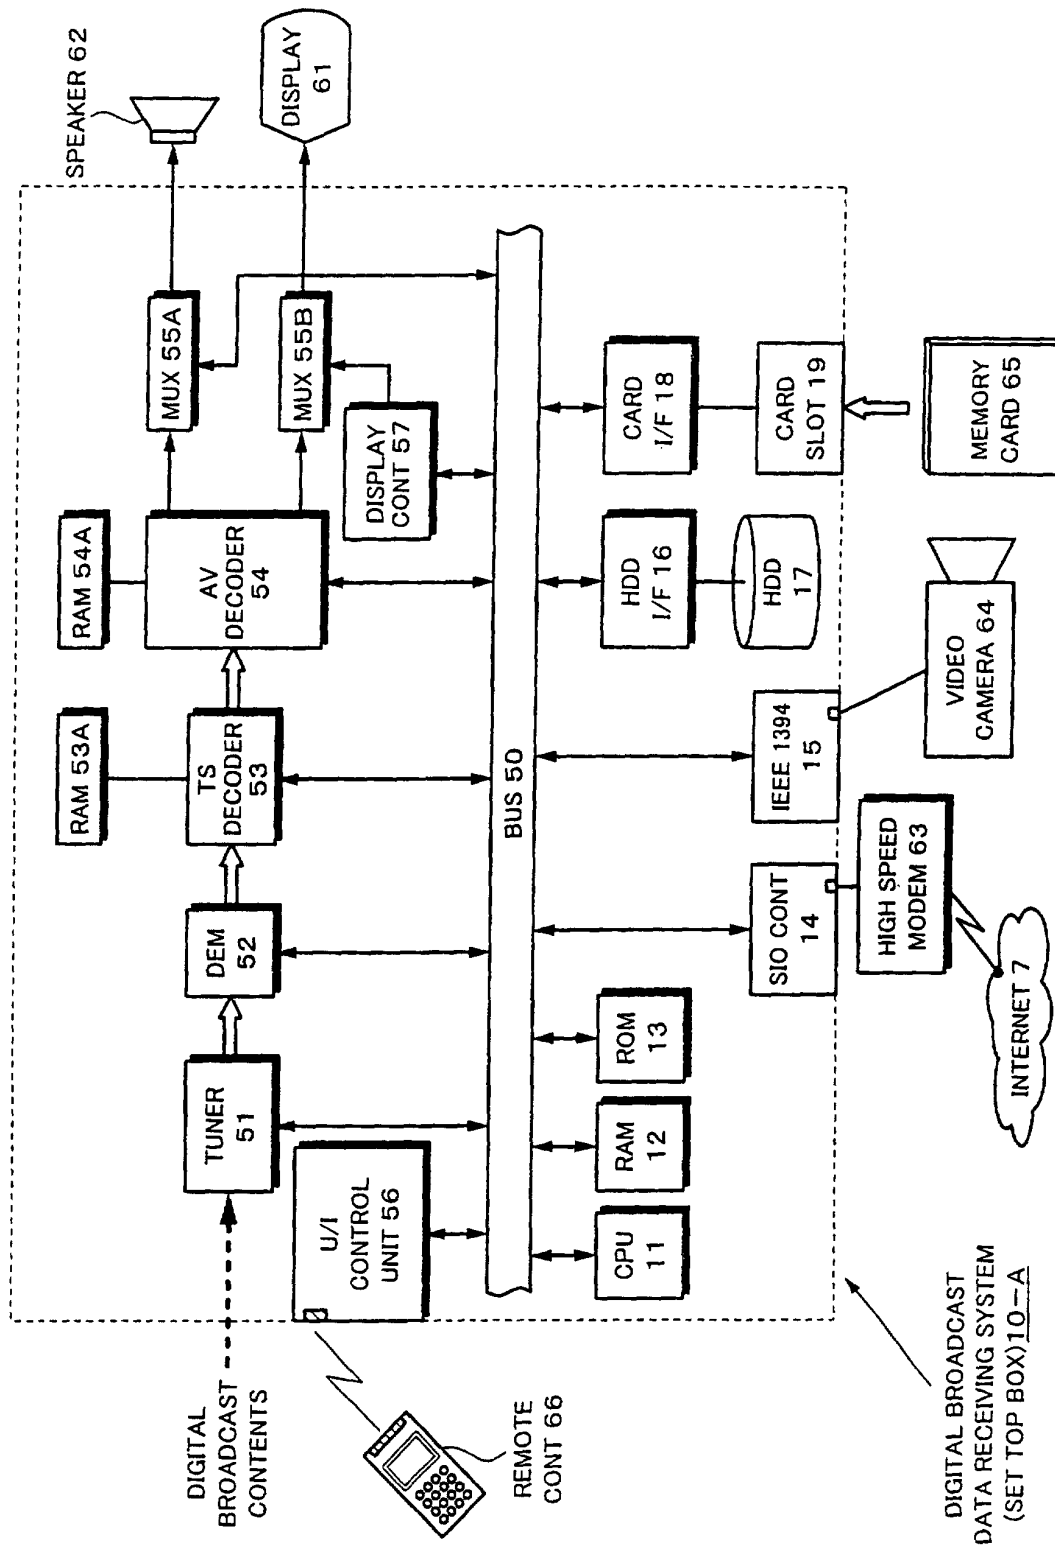 SPEAKER 62
DISPLAY
61
RAM 53A
RAM 54A
MUX 55A
MUX 55B
DIGITAL
BROADCAST
CONTENTS
TUNER
51
DEM
52
TS
DECODER
53
AV
DECODER
54
DISPLAY
CONT 57
U/I
CONTROL
UNIT 56
REMOTE
CONT 66
BUS 50
CPU
11
RAM
12
ROM
13
SIO CONT
14
IEEE 1394
15
HDD
I/F 16
HDD
17
CARD
I/F 18
CARD
SLOT 19
HIGH SPEED
MODEM 63
INTERNET 7
VIDEO
CAMERA 64
MEMORY
CARD 65
DIGITAL BROADCAST
DATA RECEIVING SYSTEM
(SET TOP BOX)10-A